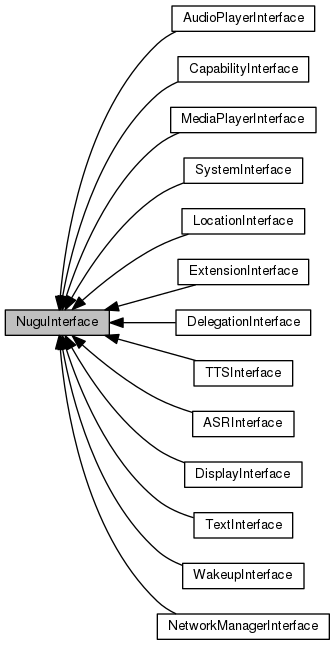 AudioPlayerInterface
CapabilityInterface
MediaPlayerInterface
SystemInterface
LocationInterface
ExtensionInterface
NuguInterface
DelegationInterface
TTSInterface
ASRInterface
DisplayInterface
TextInterface
WakeupInterface
NetworkManagerInterface